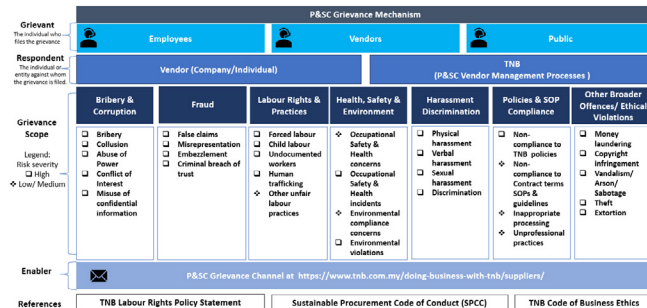 P&SC Grievance Mechanism
Grievant
The individual who
files the grievance
Employees
Vendors
Public
Respondent
The individual or
entity against whom
the grievance is filed.
Vendor (Company/Individual)
TNB
(P&SC Vendor Management Processes )
Grievance
Scope
Legend:
Risk severity
❑ High
❖ Low/ Medium
Bribery &
Corruption
❑ Bribery
❑ Collusion
❑ Abuse of
Power
❑ Conflict of
Interest
❑ Misuse of
confidential
information
Fraud
❑ False claims
❑ Misrepresentation
❑ Embezzlement
❑ Criminal breach of
trust
Labour Rights &
Practices
❑ Forced labour
❑ Child labour
❑ Undocumented
workers
❑ Human
trafficking
❖ Other unfair
labour
practices
Health, Safety &
Environment
❖ Occupational
Safety &
Health
concerns
❑ Occupational
Safety &
Health
incidents
❖ Environmental
compliance
concerns
❑ Environmental
violations
Harassment
Discrimination
❑ Physical
harassment
❑ Verbal
harassment
❑ Sexual
harassment
❑ Discrimination
Policies & SOP
Compliance
❑ Non-
compliance to
TNB policies
❖ Non-
compliance to
Contract terms
SOPs &
guidelines
❖ Inappropriate
processing
❖ Unprofessional
practices
Other Broader
Offences/ Ethical
Violations
❑ Money
laundering
❑ Copyright
infringement
❑ Vandalism/
Arson/
Sabotage
❑ Theft
❑ Extortion
Enabler
P&SC Grievance Channel at https://www.tnb.com.my/doing-business-with-tnb/suppliers/
References
TNB Labour Rights Policy Statement
Sustainable Procurement Code of Conduct (SPCC)
TNB Code of Business Ethics